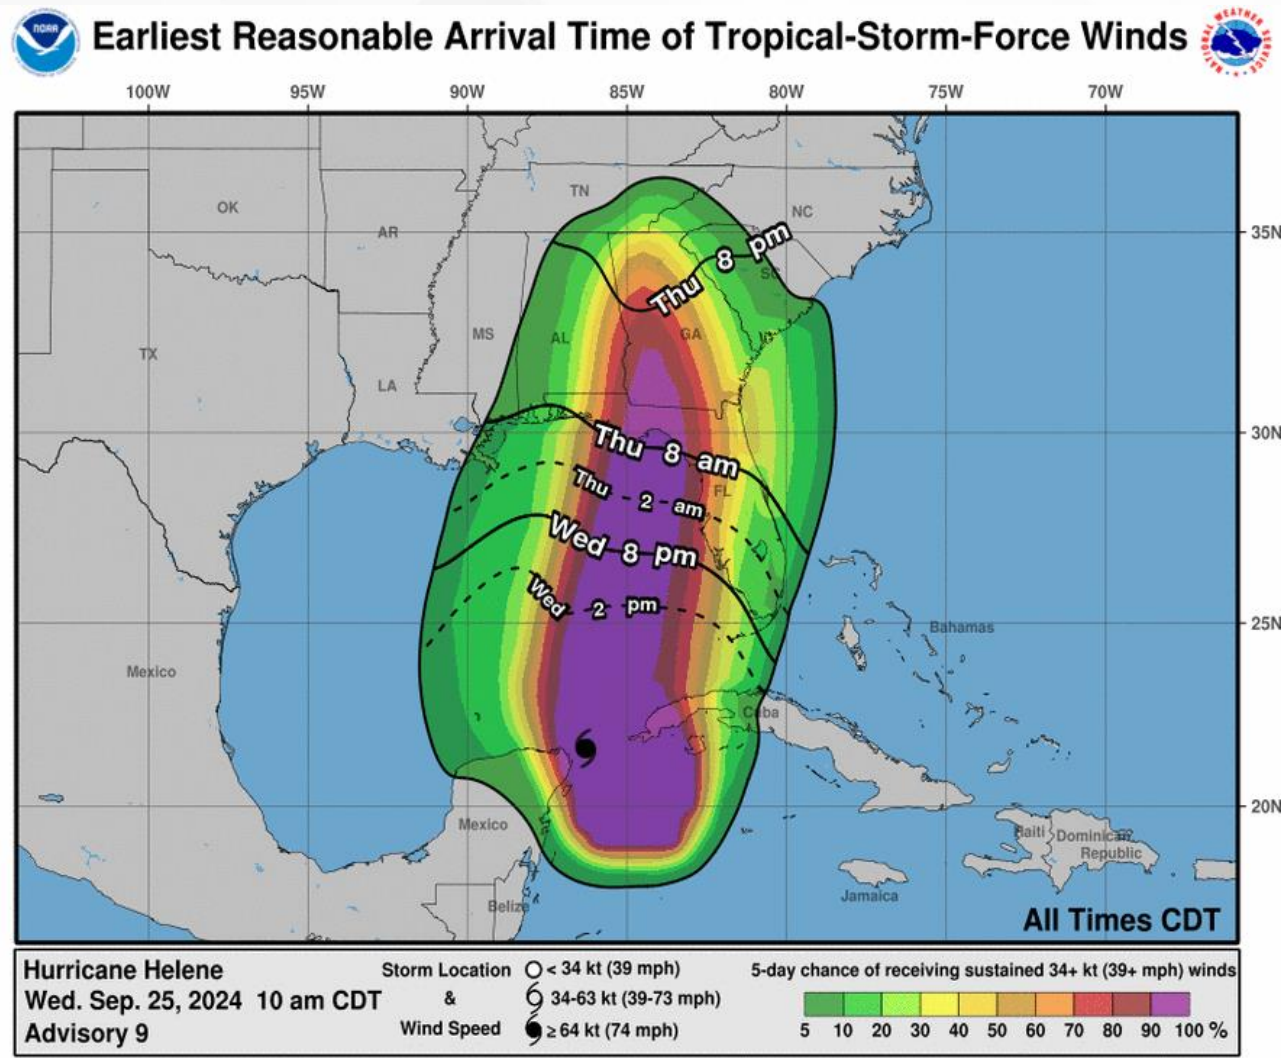 NOAA
Earliest Reasonable Arrival Time of Tropical-Storm-Force Winds
NATIONAL WEATHER SERVICE
100W 95W 90W 85W 80W 75W 70W
TN
OK
NC
AR
35N
Thu 8 pm
SC
MS
AL
GA
TX
LA
30N
Thu 8 am
Thu 2 am
FL
Wed 8 pm
Wed 2 pm
25N
Bahamas
Mexico
Cuba
20N
Mexico
Haiti
Dominican
Republic
Jamaica
Belize
All Times CDT
Hurricane Helene
Wed. Sep. 25, 2024 10 am CDT
Advisory 9
Storm Location
&
Wind Speed
< 34 kt (39 mph)
34-63 kt (39-73 mph)
≥ 64 kt (74 mph)
5-day chance of receiving sustained 34+ kt (39+ mph) winds
5 10 20 30 40 50 60 70 80 90 100 %